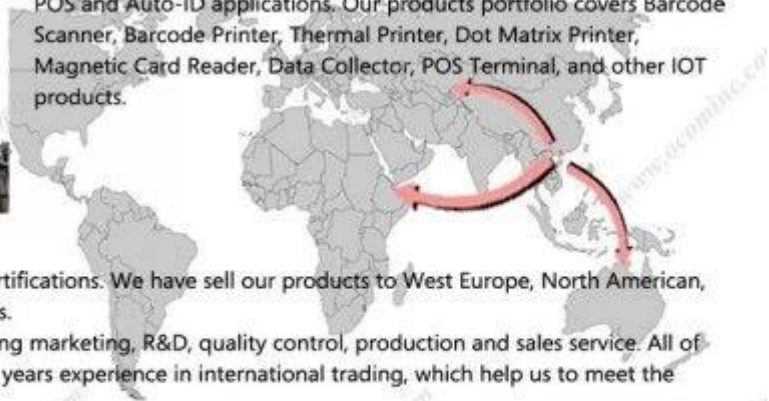 POS and Auto-ID applications. Our products portfolio covers Barcode
Scanner, Barcode Printer, Thermal Printer, Dot Matrix Printer,
Magnetic Card Reader, Data Collector, POS Terminal, and other IOT
products.
rtifications. We have sell our products to West Europe, North American,
s.
ng marketing, R&D, quality control, production and sales service. All of
years experience in international trading, which help us to meet the